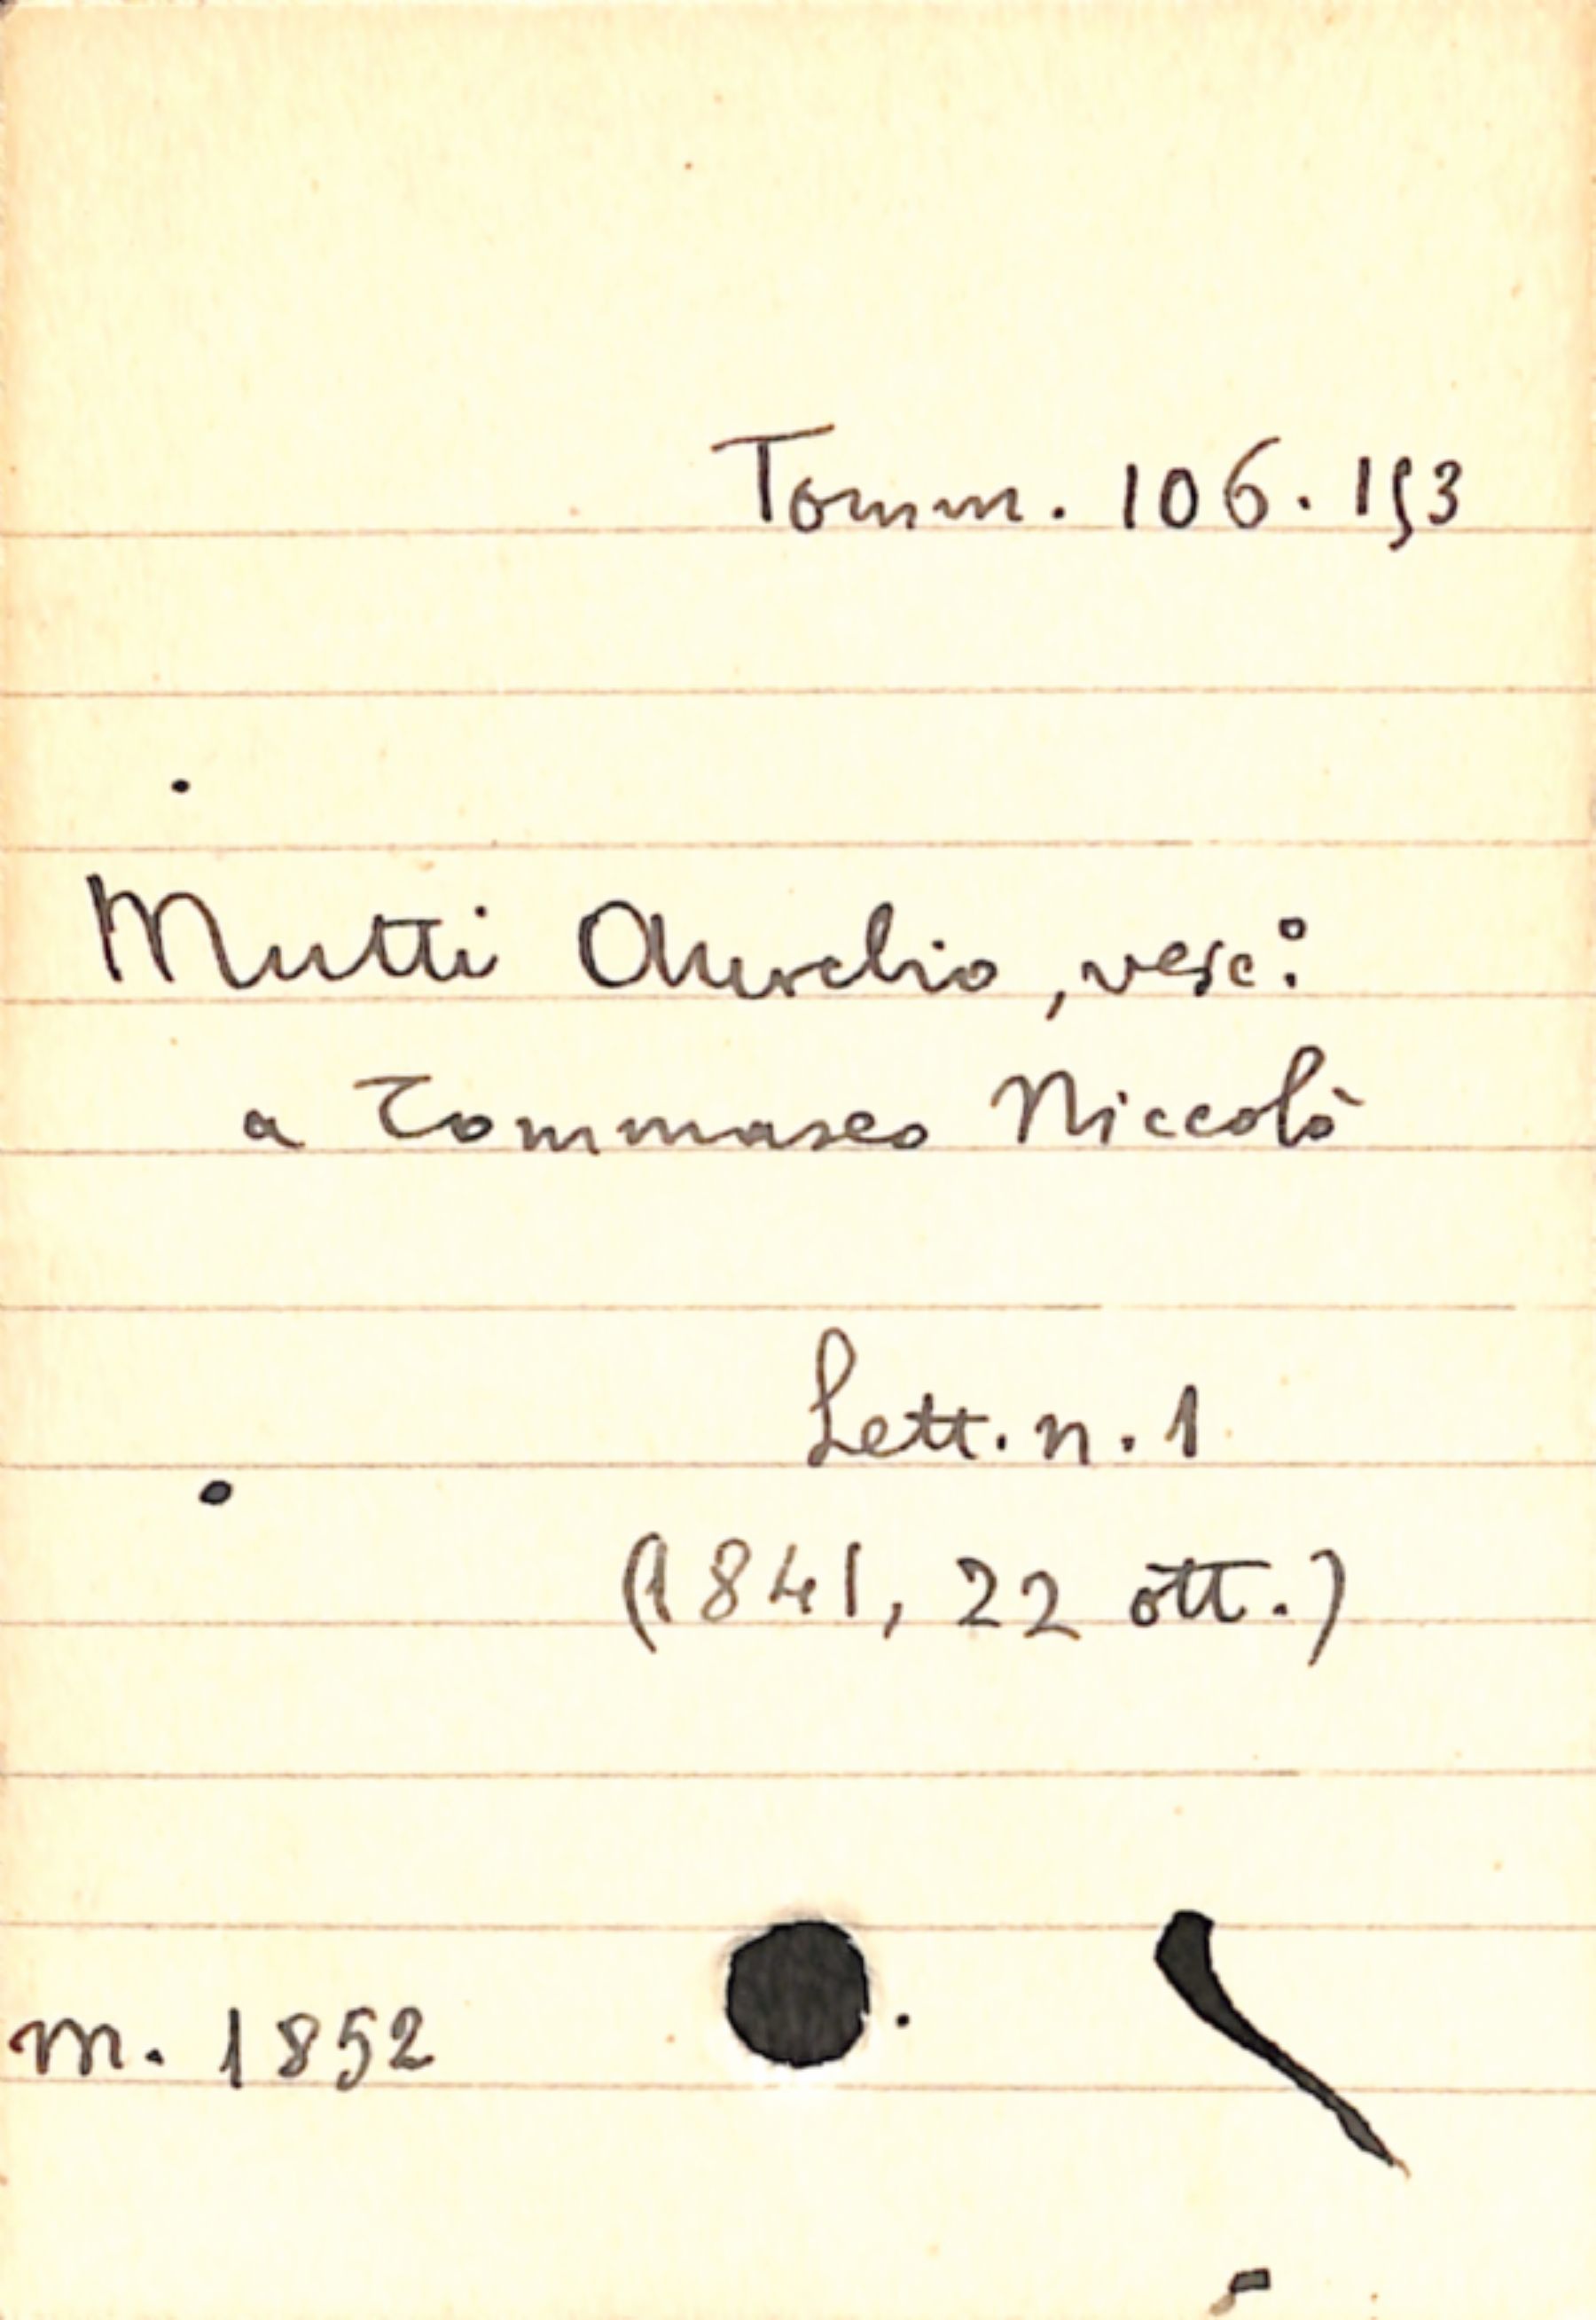 Tomm. 106. 153
Mutti Aurelio, vesc.º
a Tommaseo Niccolò
Lett. n. 1
(1841, 22 ott.)
m. 1852